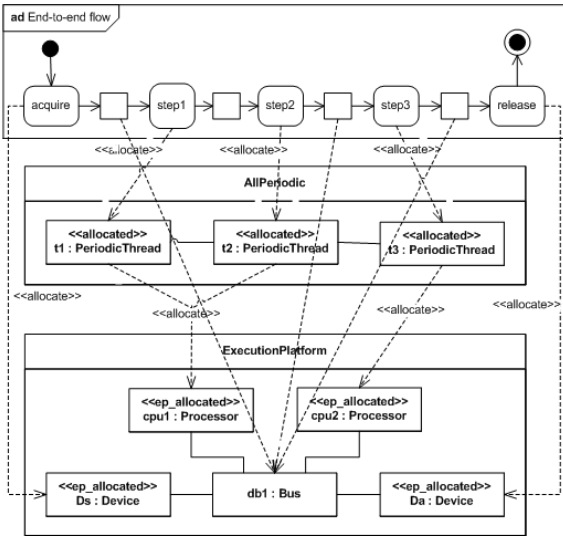 ad End-to-end flow
acquire
step1
step2
step3
release
<<allocate>>
<<allocate>>
<<allocate>>
AllPeriodic
<<allocated>>
t1 : PeriodicThread
<<allocated>>
t2 : PeriodicThread
<<allocated>>
t3 : PeriodicThread
<<allocate>>
<<allocate>>
<<allocate>>
<<allocate>>
ExecutionPlatform
<<ep_allocated>>
cpu1 : Processor
<<ep_allocated>>
cpu2 : Processor
<<ep_allocated>>
Ds : Device
db1 : Bus
<<ep_allocated>>
Da : Device